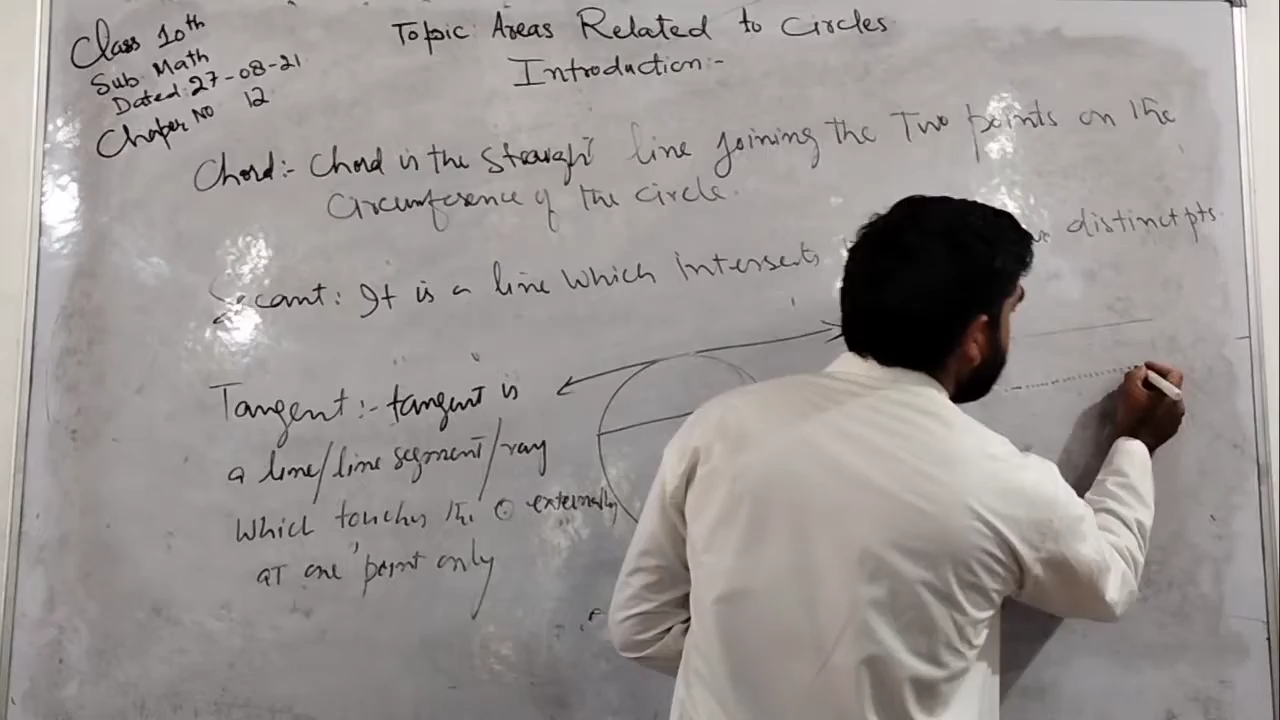 Class 10th
Sub Math
Dated: 27-08-21
Chapter No 12
Topic: Areas Related to Circles
Introduction:-
Chord:- Chord is the straight line joining the Two points on the
Circumference of the circle.
Secant: It is a line which intersects distinct pts
Tangent:- tangent is
a line/line segment/ray
which touches the ⊙ externally
at one point only